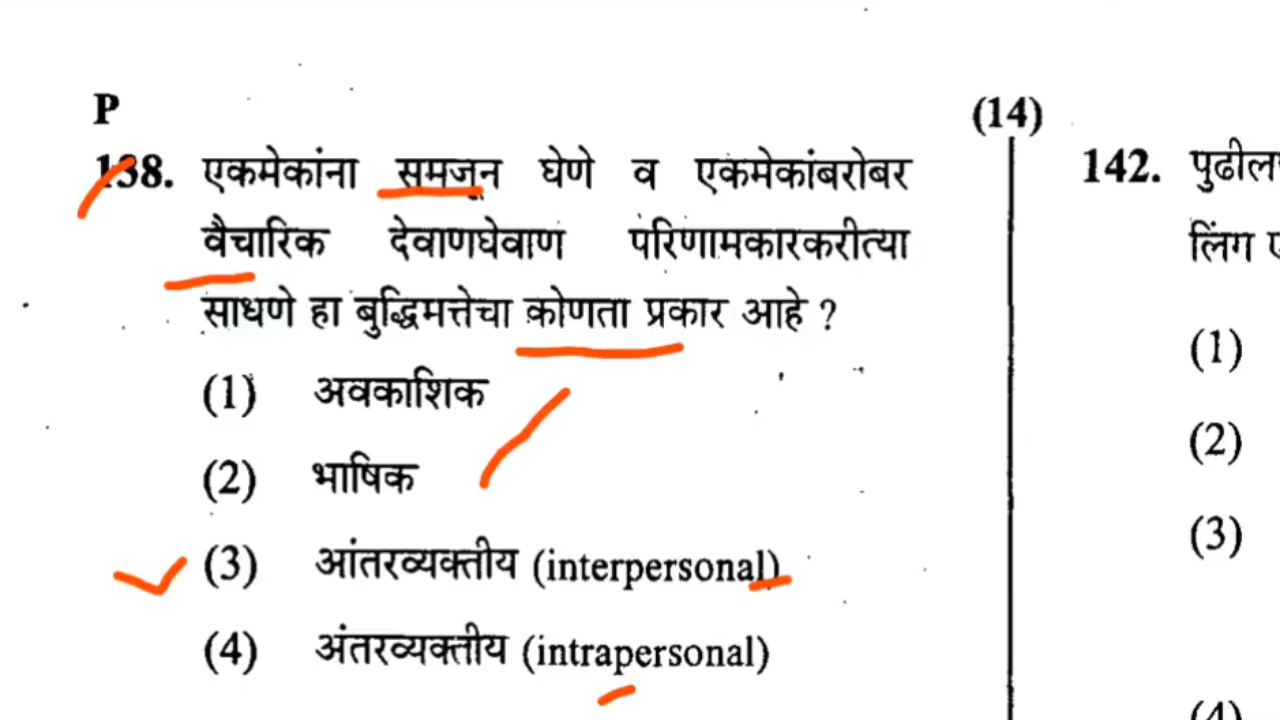 P
(14)
138. एकमेकांना समजून घेणे व एकमेकांबरोबर
वैचारिक देवाणघेवाण परिणामकारकरीत्या
साधणे हा बुद्धिमत्तेचा कोणता प्रकार आहे ?
(1) अवकाशिक
(2) भाषिक
(3) आंतरव्यक्तीय (interpersonal)
(4) अंतरव्यक्तीय (intrapersonal)
142.
लिंग
(1)
(2)
(3)
(4)